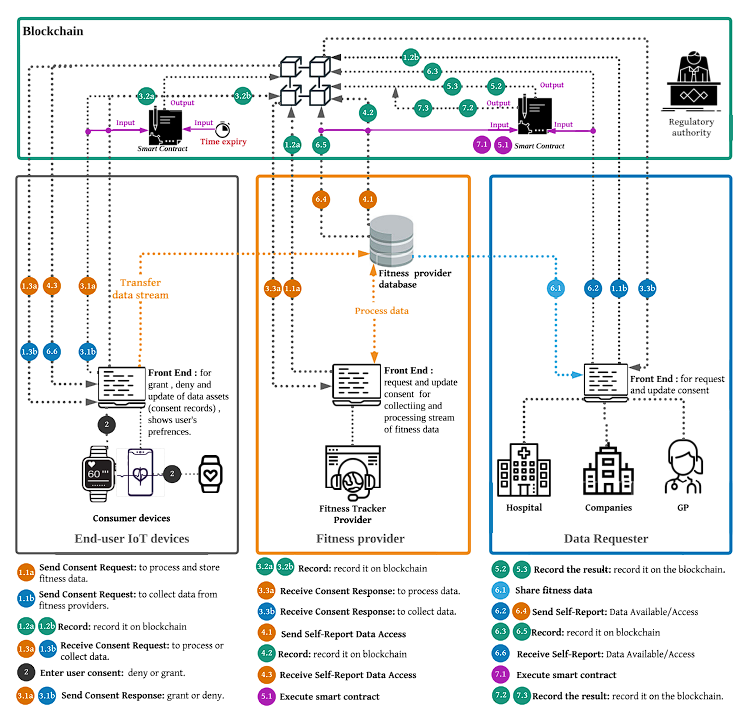 Blockchain
1.2b
6.3
5.3
5.2
3.2a
3.2b
Output
7.3
7.2
Output
4.2
Input
Input
Input
Input
Smart Contract
Time expiry
1.2a
6.5
7.1
5.1
Smart Contract
Regulatory
authority
6.4
4.1
Fitness provider
database
1.3a
4.3
3.1a
Transfer
data stream
3.3a
1.1a
6.1
6.2
1.1b
3.3b
Process data
1.3b
6.6
3.1b
Front End : for
grant , deny and
update of data assets
(consent records) ,
shows user's
prefrences.
Front End :
request and update
consent for
collectiing and
processing stream
of fitness data
Front End : for request
and update consent
2
60
2
Consumer devices
Fitness Tracker
Provider
Hospital
Companies
GP
End-user IoT devices
Fitness provider
Data Requester
1.1a Send Consent Request: to process and store
fitness data.
1.1b Send Consent Request: to collect data from
fitness providers.
1.2a 1.2b Record: record it on blockchain
1.3a 1.3b Receive Consent Request: to process or
collect data.
2 Enter user consent: deny or grant.
3.1a 3.1b Send Consent Response: grant or deny.
3.2a 3.2b Record: record it on blockchain
3.3a Receive Consent Response: to process data.
3.3b Receive Consent Response: to collect data.
4.1 Send Self-Report Data Access
4.2 Record: record it on blockchain
4.3 Receive Self-Report Data Access
5.1 Execute smart contract
5.2 5.3 Record the result: record it on the blockchain.
6.1 Share fitness data
6.2 6.4 Send Self-Report: Data Available/Access
6.3 6.5 Record: record it on blockchain
6.6 Receive Self-Report: Data Available/Access
7.1 Execute smart contract
7.2 7.3 Record the result: record it on the blockchain.